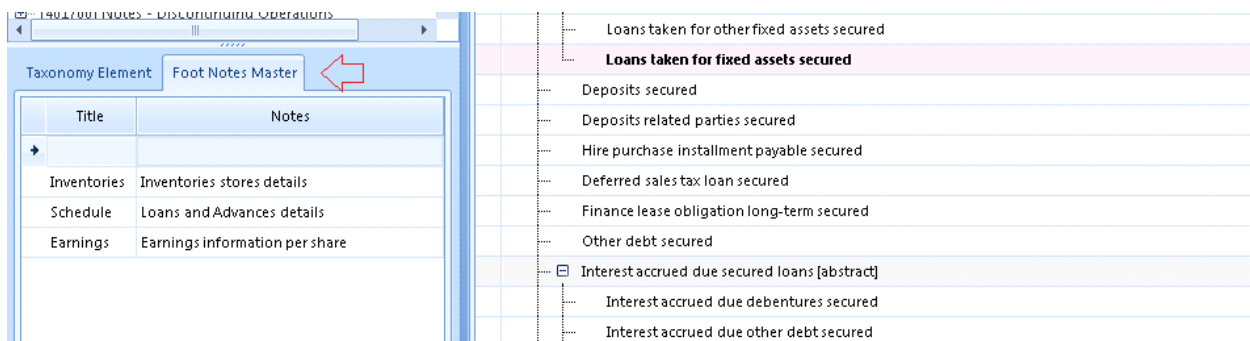 14017001 Notes - Discontinuing Operations
Taxonomy Element
Foot Notes Master
Title
Notes
Inventories
Inventories stores details
Schedule
Loans and Advances details
Earnings
Earnings information per share
Loans taken for other fixed assets secured
Loans taken for fixed assets secured
Deposits secured
Deposits related parties secured
Hire purchase installment payable secured
Deferred sales tax loan secured
Finance lease obligation long-term secured
Other debt secured
Interest accrued due secured loans [abstract]
Interest accrued due debentures secured
Interest accrued due other debt secured